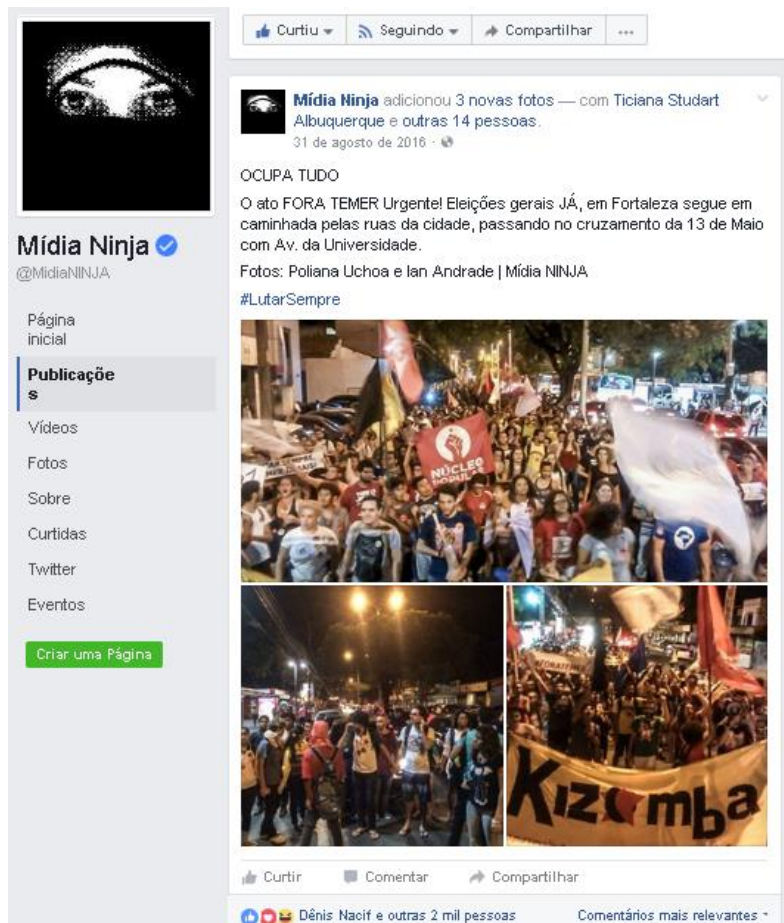 Curtiu
Seguindo
Compartilhar
Mídia Ninja
@MidiaNINJA
Página
inicial
Publicaçõe
s
Vídeos
Fotos
Sobre
Curtidas
Twitter
Eventos
Criar uma Página
Mídia Ninja adicionou 3 novas fotos — com Ticiana Studart
Albuquerque e outras 14 pessoas.
31 de agosto de 2016 ·
OCUPA TUDO
O ato FORA TEMER Urgente! Eleições gerais JÁ, em Fortaleza segue em
caminhada pelas ruas da cidade, passando no cruzamento da 13 de Maio
com Av. da Universidade.
Fotos: Poliana Uchoa e Ian Andrade | Mídia NINJA
#LutarSempre
NÚCLEO
POPULAR
Kizomba
Curtir
Comentar
Compartilhar
Dênis Nacif e outras 2 mil pessoas
Comentários mais relevantes